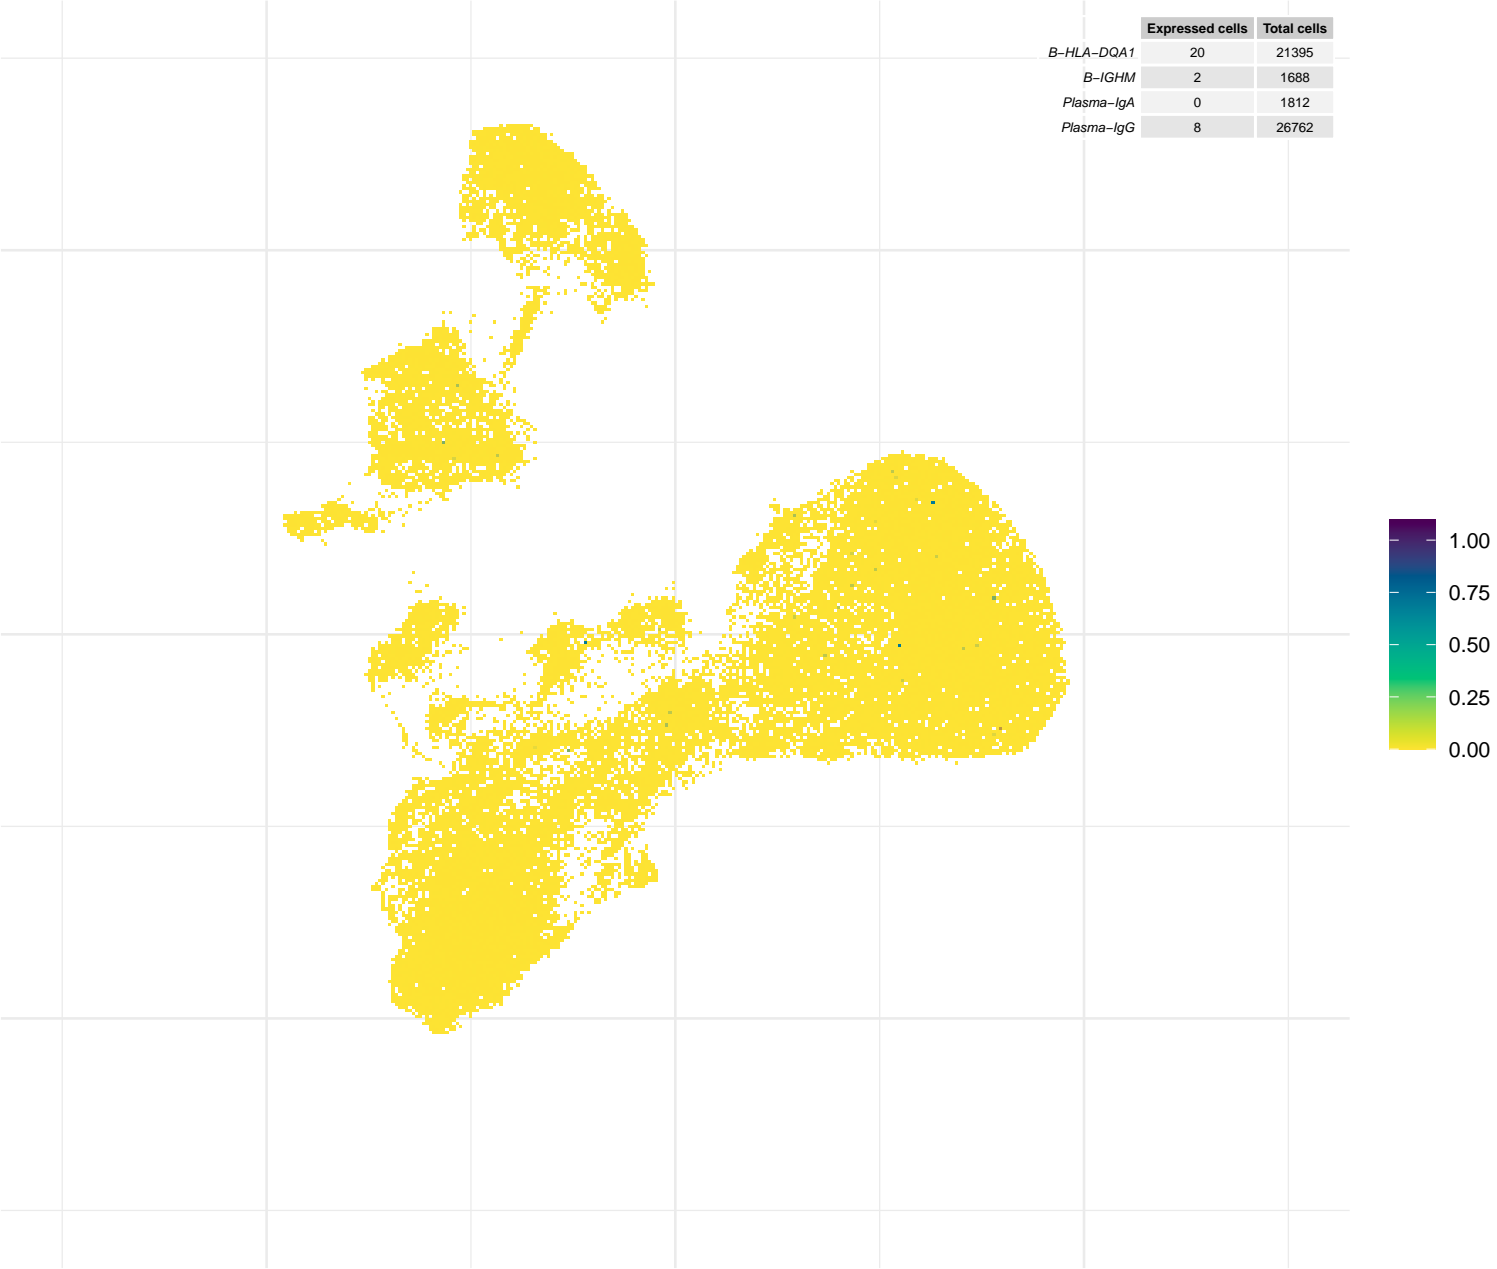 Expressed cells Total cells
B−HLA−DQA1 20 21395
B−IGHM 2 1688
Plasma−IgA 0 1812
Plasma−IgG 8 26762
1.00
0.75
0.50
0.25
0.00